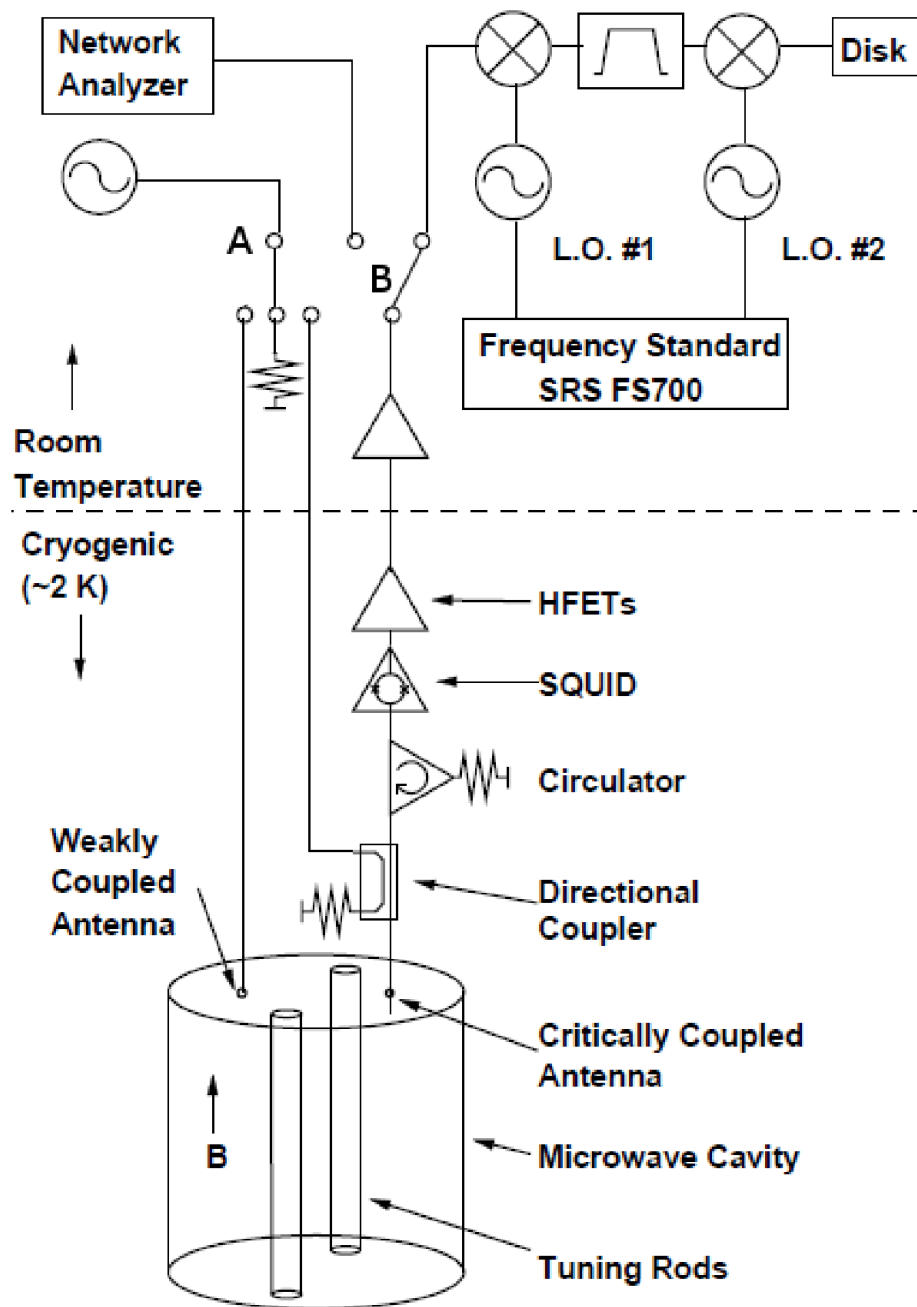 Network
Analyzer
Disk
A
B
L.O. #1
L.O. #2
Frequency Standard
SRS FS700
Room
Temperature
Cryogenic
(~2 K)
HFETs
SQUID
Circulator
Weakly
Coupled
Antenna
Directional
Coupler
Critically Coupled
Antenna
B
Microwave Cavity
Tuning Rods